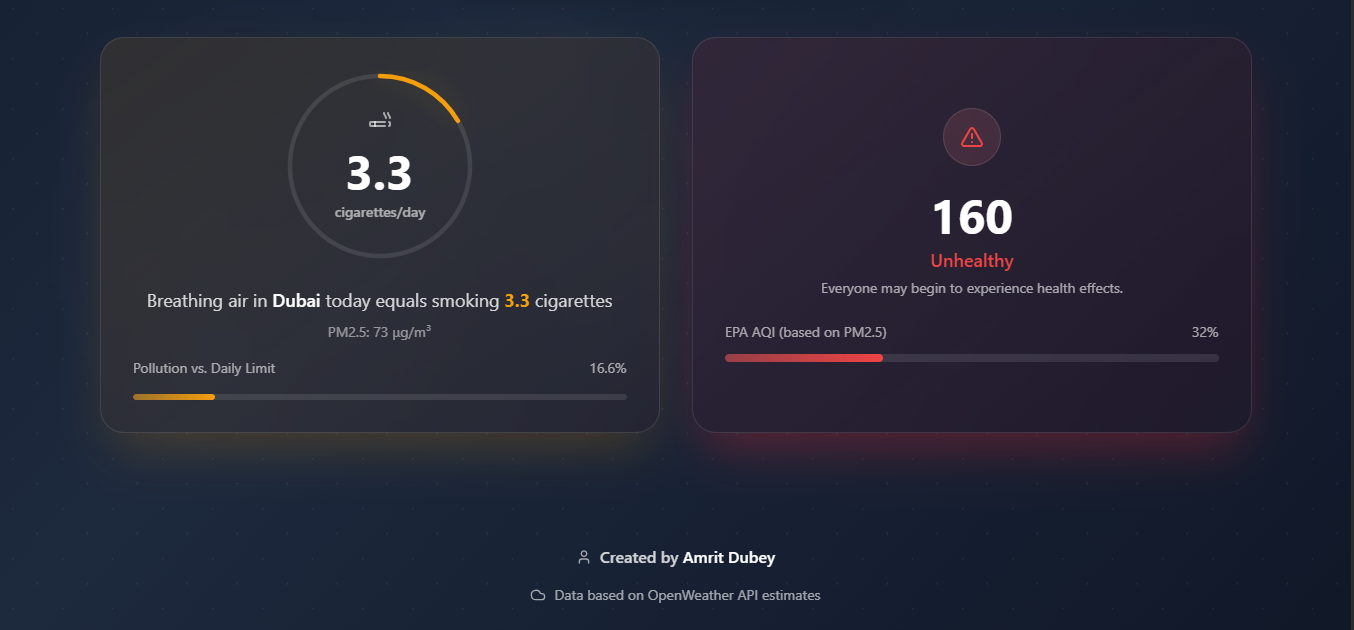 3.3
cigarettes/day
Breathing air in Dubai today equals smoking 3.3 cigarettes
PM2.5: 73 µg/m³
Pollution vs. Daily Limit 16.6%
160
Unhealthy
Everyone may begin to experience health effects.
EPA AQI (based on PM2.5) 32%
Created by Amrit Dubey
Data based on OpenWeather API estimates